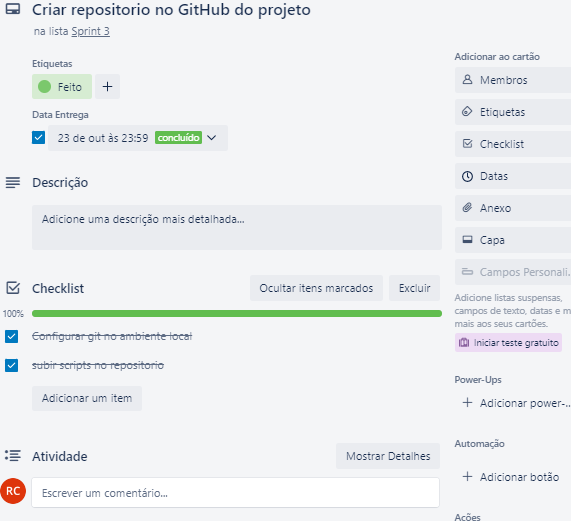 Criar repositorio no GitHub do projeto
na lista Sprint 3
Etiquetas
Feito
Data Entrega
23 de out às 23:59 concluído
Descrição
Adicione uma descrição mais detalhada...
Checklist
Ocultar itens marcados
Excluir
100%
Configurar git no ambiente local
subir scripts no repositorio
Adicionar um item
Atividade
Mostrar Detalhes
RC
Escrever um comentário...
Adicionar ao cartão
Membros
Etiquetas
Checklist
Datas
Anexo
Capa
Campos Personali...
Adicione listas suspensas,
campos de texto, datas e m
mais aos seus cartões.
Iniciar teste gratuito
Power-Ups
+ Adicionar power-...
Automação
+ Adicionar botão
Ações